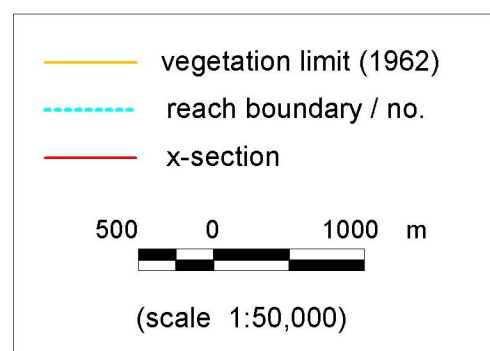 vegetation limit (1962)
reach boundary / no.
x-section
500 0 1000 m
(scale 1:50,000)